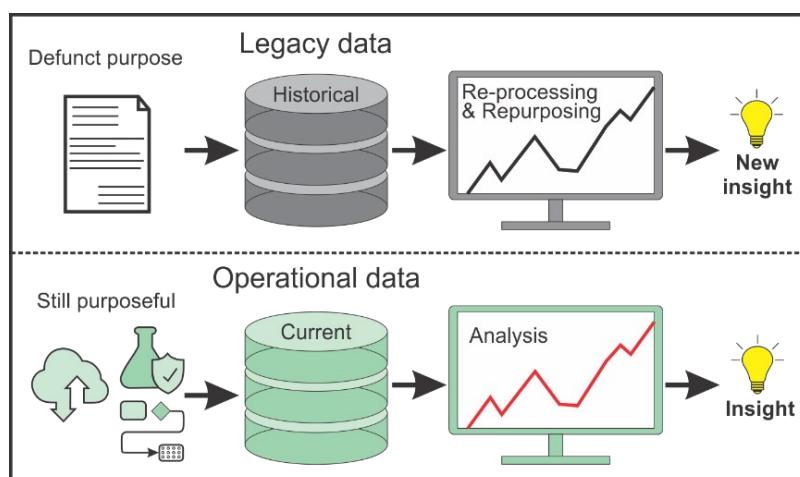 Legacy data
Defunct purpose
Historical
Re-processing
& Repurposing
New
insight
Operational data
Still purposeful
Current
Analysis
Insight